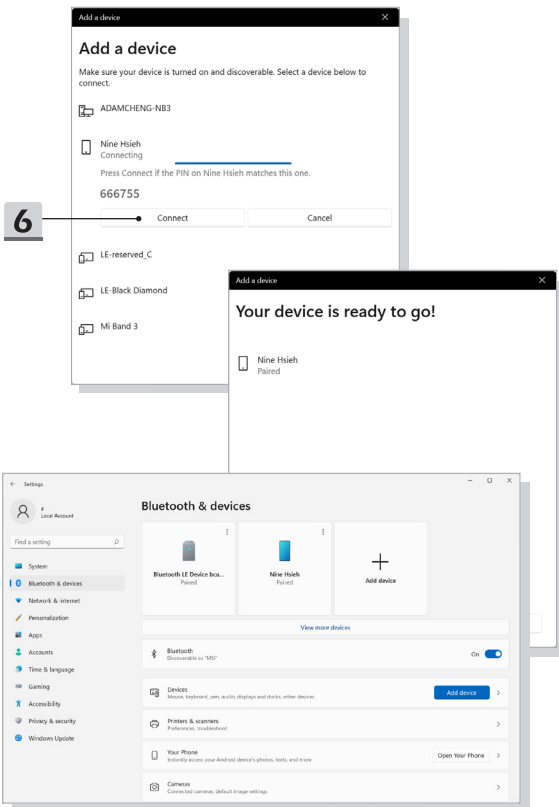 Add a device
Add a device
Make sure your device is turned on and discoverable. Select a device below to
connect.
ADAMCHENG-NB3
Nine Hsieh
Connecting
Press Connect if the PIN on Nine Hsieh matches this one.
666755
6
Connect
Cancel
LE-reserved_C
LE-Black Diamond
Mi Band 3
Add a device
Your device is ready to go!
Nine Hsieh
Paired
Settings
z
Local Account
Find a setting
System
Bluetooth & devices
Network & internet
Personalization
Apps
Accounts
Time & language
Gaming
Accessibility
Privacy & security
Windows Update
Bluetooth & devices
Bluetooth LE Device bca...
Paired
Nine Hsieh
Paired
Add device
View more devices
Bluetooth
Discoverable as "MSI"
On
Devices
Mouse, keyboard, pen, audio, displays and docks, other devices
Add device
Printers & scanners
Preferences, troubleshoot
Your Phone
Instantly access your Android device's photos, texts, and more
Open Your Phone
Cameras
Connected cameras, default image settings